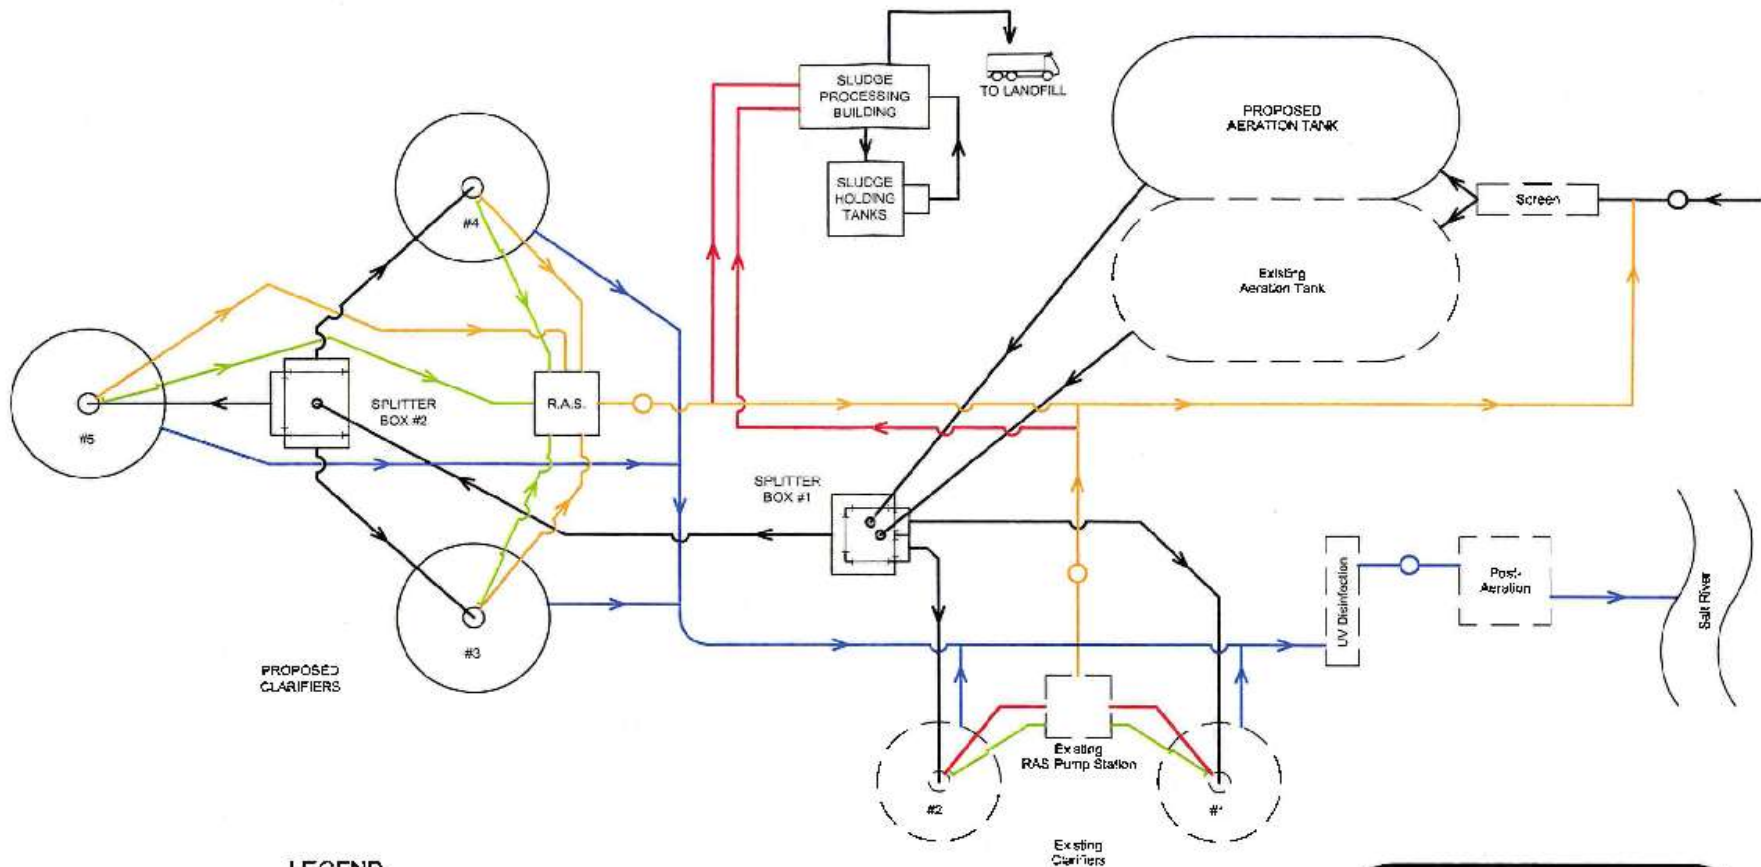 SLUDGE
PROCESSING
BUILDING
TO LANDFILL
SLUDGE
HOLDING
TANKS
PROPOSED
AERATION TANK
Screen
Existing
Aeration Tank
#4
#5
SPLITTER
BOX #2
R.A.S.
SPLITTER
BOX #1
#3
PROPOSED
CLARIFIERS
UV Disinfection
Post-
Aeration
Salt River
Existing
RAS Pump Station
#2
#1
Existing
Clarifiers
LEGEND